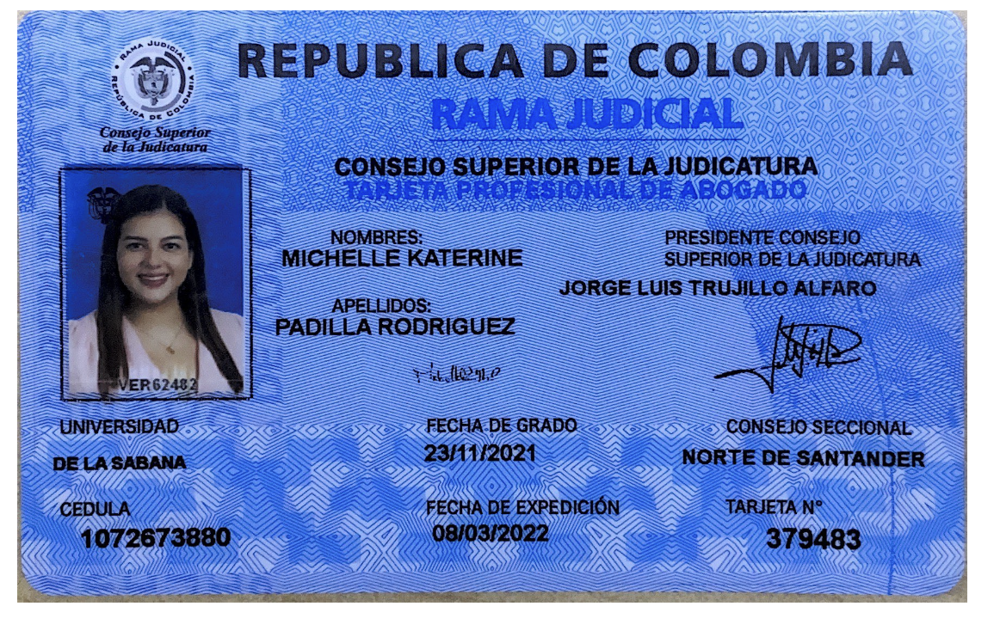 RAMA JUDICIAL
REPÚBLICA DE COLOMBIA
Consejo Superior
de la Judicatura
REPUBLICA DE COLOMBIA
RAMA JUDICIAL
CONSEJO SUPERIOR DE LA JUDICATURA
TARJETA PROFESIONAL DE ABOGADO
NOMBRES:
MICHELLE KATERINE
APELLIDOS:
PADILLA RODRIGUEZ
PRESIDENTE CONSEJO
SUPERIOR DE LA JUDICATURA
JORGE LUIS TRUJILLO ALFARO
VER62482
UNIVERSIDAD
DE LA SABANA
FECHA DE GRADO
23/11/2021
CONSEJO SECCIONAL
NORTE DE SANTANDER
CEDULA
1072673880
FECHA DE EXPEDICIÓN
08/03/2022
TARJETA N°
379483